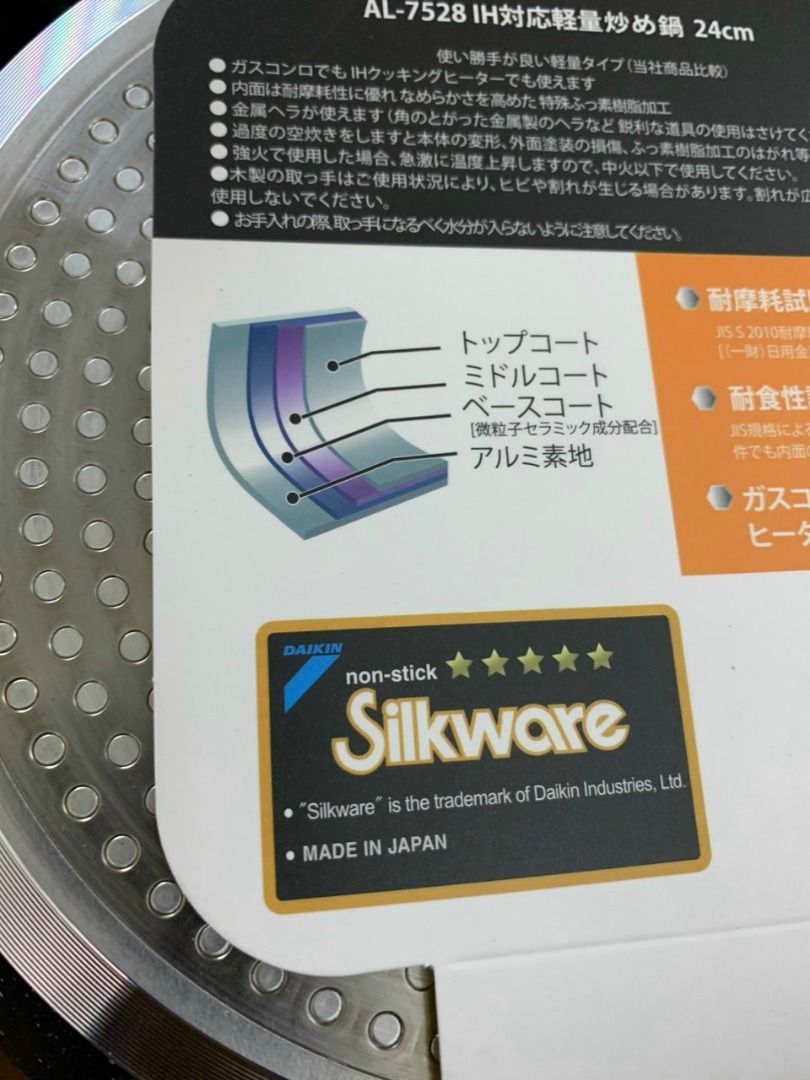 AL-7528 IH対応軽量炒め鍋 24cm
使い勝手が良い軽量タイプ(当社商品比較)
●ガスコンロでもIHクッキングヒーターでも使えます
●内面は耐摩耗性に優れなめらかさを高めた特殊ふっ素樹脂加工
●金属ヘラが使えます(角のとがった金属製のヘラなど鋭利な道具の使用はさけてく
●過度の空炊きをしますと本体の変形、外面塗装の損傷、ふっ素樹脂加工のはがれ等
●強火で使用した場合、急激に温度上昇しますので、中火以下で使用してください。
●木製の取っ手はご使用状況により、ヒビや割れが生じる場合があります。割れが広
使用しないでください。
●お手入れの際、取っ手になるべく水分が入らないように注意してください。
トップコート
ミドルコート
ベースコート
[微粒子セラミック成分配合]
アルミ素地
耐摩耗試
JIS S 2010耐摩
[(一財)日用金
耐食性
JIS規格によ
件でも内面
ガスコ
ヒータ
DAIKIN
non-stick ★★★★★
Silkware
• "Silkware" is the trademark of Daikin Industries, Ltd.
• MADE IN JAPAN